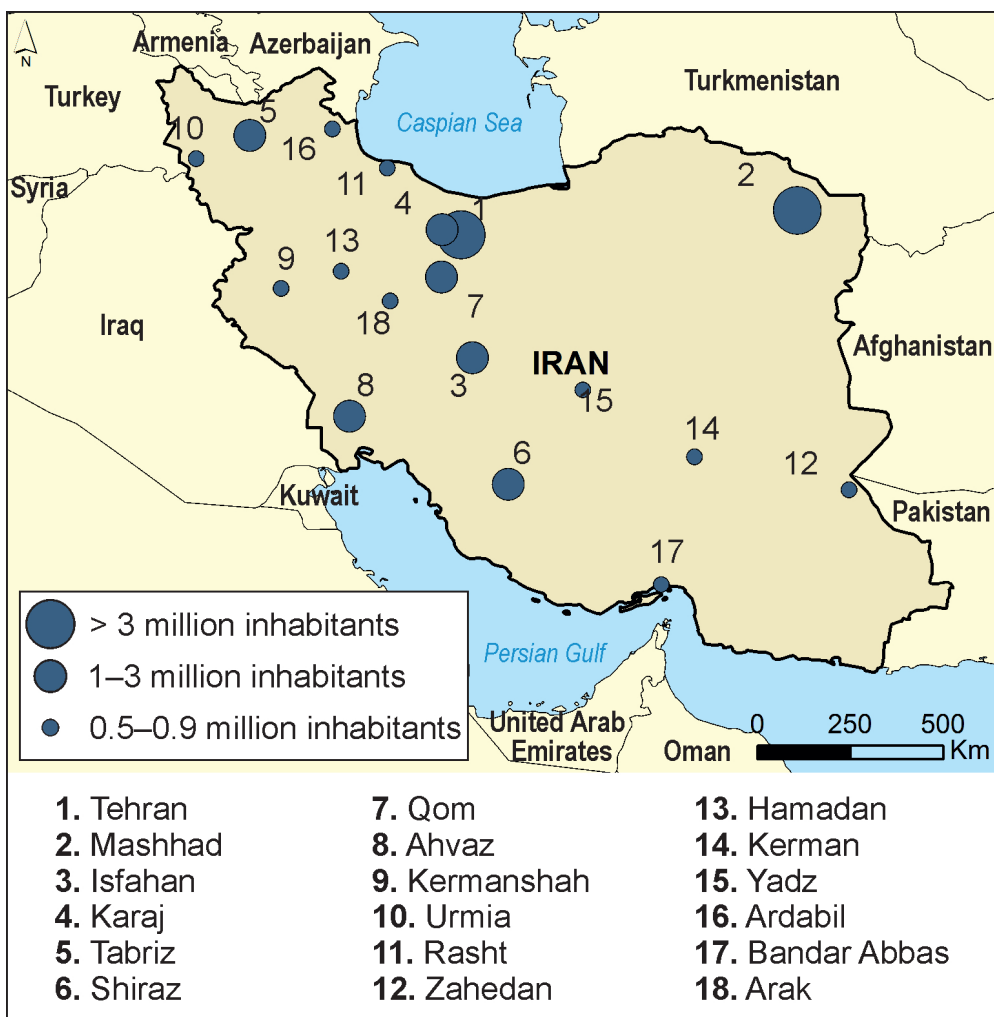 Armenia
Azerbaijan
N
Turkey
Turkmenistan
Caspian Sea
5
10
16
2
Syria
11
4
1
13
9
7
18
Iraq
IRAN
Afghanistan
3
8
15
14
6
12
Kuwait
Pakistan
17
> 3 million inhabitants
Persian Gulf
1–3 million inhabitants
0.5–0.9 million inhabitants
United Arab
Emirates
Oman
0 250 500
Km
1. Tehran
2. Mashhad
3. Isfahan
4. Karaj
5. Tabriz
6. Shiraz
7. Qom
8. Ahvaz
9. Kermanshah
10. Urmia
11. Rasht
12. Zahedan
13. Hamadan
14. Kerman
15. Yadz
16. Ardabil
17. Bandar Abbas
18. Arak